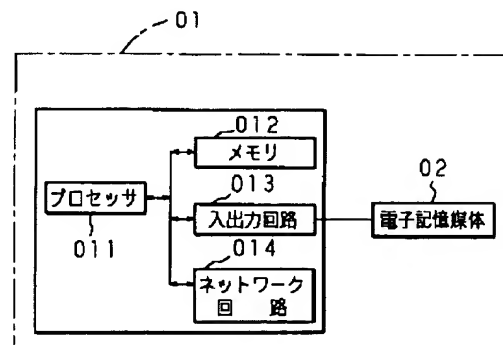 01
012
メモリ
013
02
プロセッサ
入出力回路
電子記憶媒体
011
014
ネットワーク
回 路